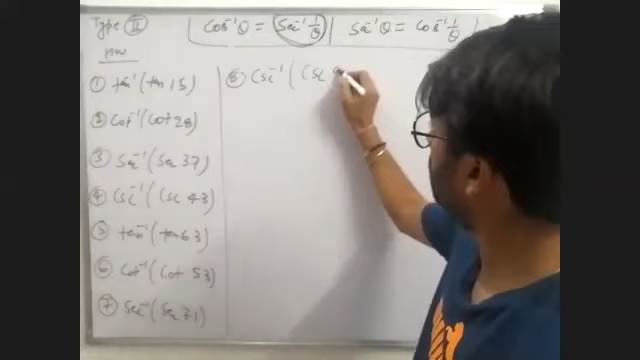 Type II
HW
Cos⁻¹θ = Sec⁻¹ 1/θ | Sec⁻¹θ = Cos⁻¹ 1/θ
① tan⁻¹(tan 15)
② Cot⁻¹(Cot 28)
③ Sec⁻¹(Sec 37)
④ Csc⁻¹(Csc 43)
⑤ tan⁻¹(tan 63)
⑥ Cot⁻¹(Cot 53)
⑦ Sec⁻¹(Sec 71)
⑧ Csc⁻¹(Csc